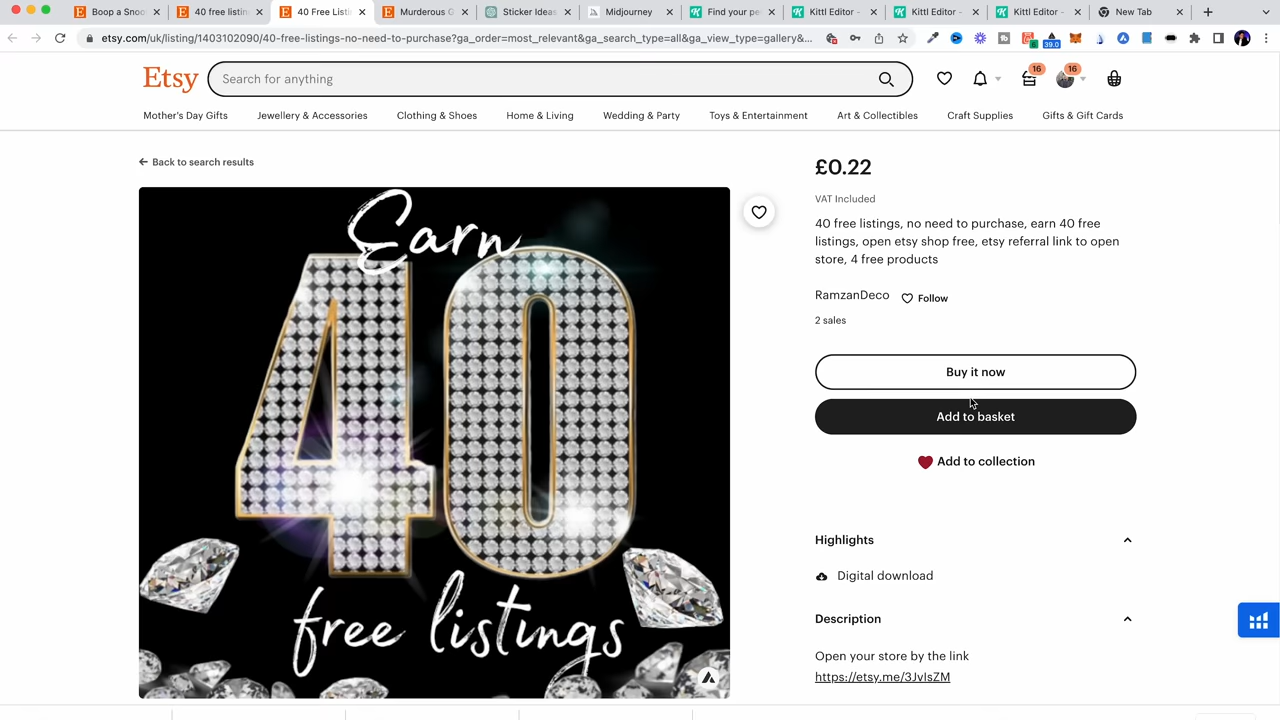 Boop a Snoo
40 free listin
40 Free Listi
Murderous G
Sticker Ideas
Midjourney
Find your pe
Kittl Editor -
Kittl Editor -
Kittl Editor -
New Tab
etsy.com/uk/listing/1403102090/40-free-listings-no-need-to-purchase?ga_order=most_relevant&ga_search_type=all&ga_view_type=gallery&...
39.0
Etsy
Search for anything
16
16
Mother's Day Gifts
Jewellery & Accessories
Clothing & Shoes
Home & Living
Wedding & Party
Toys & Entertainment
Art & Collectibles
Craft Supplies
Gifts & Gift Cards
Back to search results
Earn
40
free listings
£0.22
VAT Included
40 free listings, no need to purchase, earn 40 free
listings, open etsy shop free, etsy referral link to open
store, 4 free products
RamzanDeco
Follow
2 sales
Buy it now
Add to basket
Add to collection
Highlights
Digital download
Description
Open your store by the link
https://etsy.me/3JvIsZM